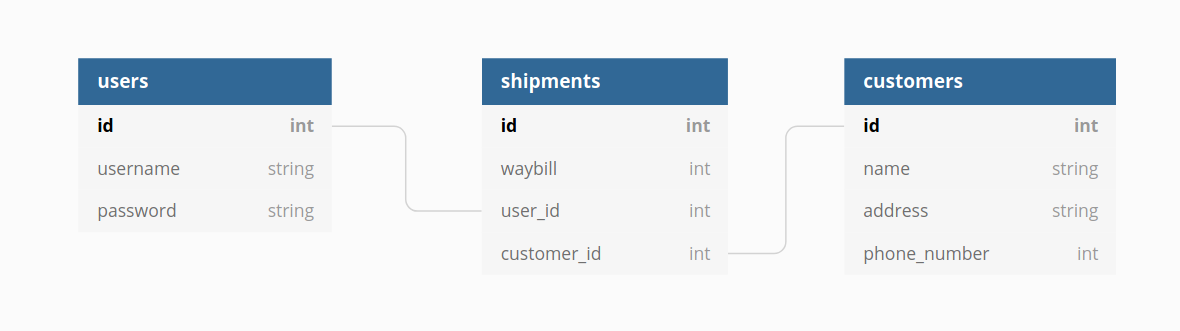 users
id int
username string
password string
shipments
id int
waybill int
user_id int
customer_id int
customers
id int
name string
address string
phone_number int